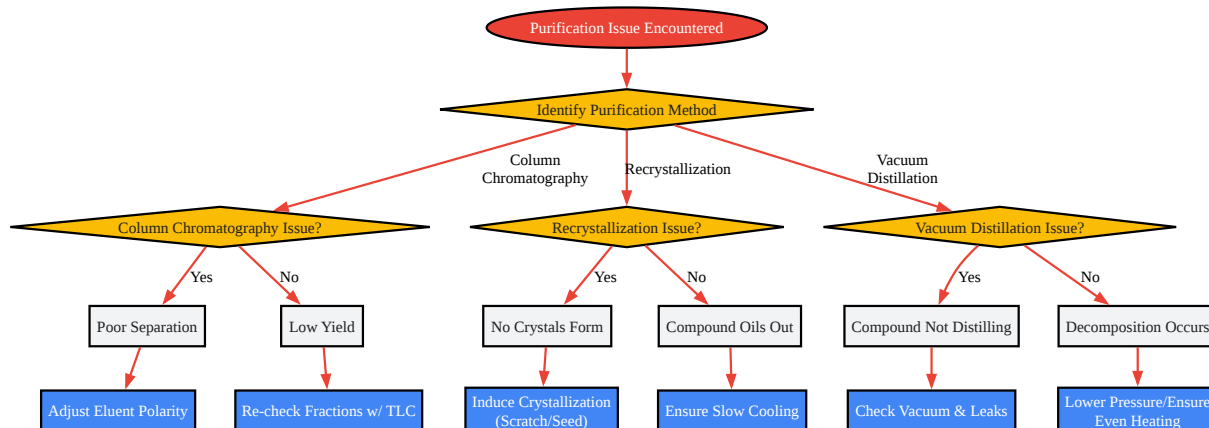 Purification Issue Encountered
Identify Purification Method
Column
Chromatography
Recrystallization
Vacuum
Distillation
Column Chromatography Issue?
Recrystallization Issue?
Vacuum Distillation Issue?
Yes
No
Yes
No
Yes
No
Poor Separation
Low Yield
No Crystals Form
Compound Oils Out
Compound Not Distilling
Decomposition Occurs
Adjust Eluent Polarity
Re-check Fractions w/ TLC
Induce Crystallization
(Scratch/Seed)
Ensure Slow Cooling
Check Vacuum & Leaks
Lower Pressure/Ensure
Even Heating